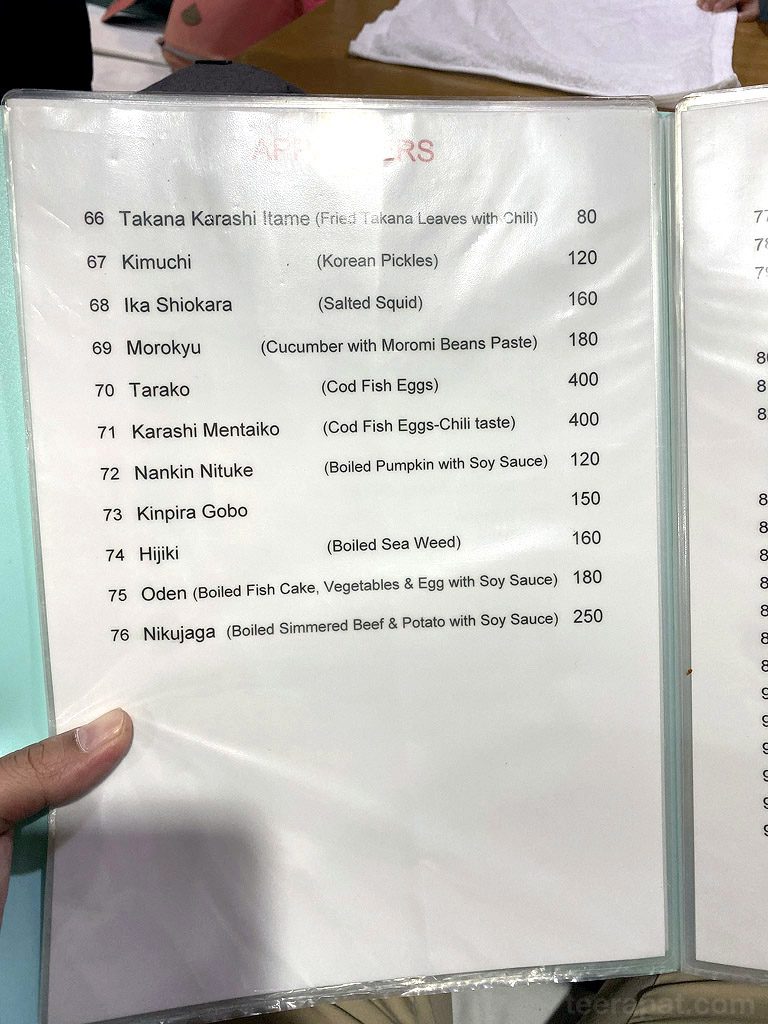 66 Takana Karashi Itame (Fried Takana Leaves with Chili) 80
67 Kimuchi (Korean Pickles) 120
68 Ika Shiokara (Salted Squid) 160
69 Morokyu (Cucumber with Moromi Beans Paste) 180
70 Tarako (Cod Fish Eggs) 400
71 Karashi Mentaiko (Cod Fish Eggs-Chili taste) 400
72 Nankin Nituke (Boiled Pumpkin with Soy Sauce) 120
73 Kinpira Gobo 150
74 Hijiki (Boiled Sea Weed) 160
75 Oden (Boiled Fish Cake, Vegetables & Egg with Soy Sauce) 180
76 Nikujaga (Boiled Simmered Beef & Potato with Soy Sauce) 250
teerapat.com